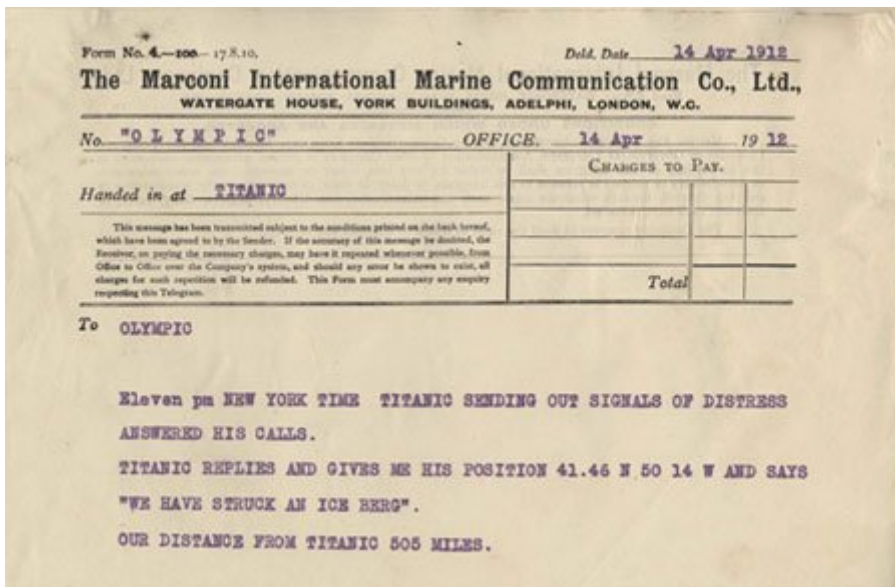 Form No. 4.—100—17.8.10.
Deld. Date 14 Apr 1912
The Marconi International Marine Communication Co., Ltd.,
WATERGATE HOUSE, YORK BUILDINGS, ADELPHI, LONDON, W.C.
No. "OLYMPIC" OFFICE. 14 Apr 1912
CHARGES TO PAY.
Handed in at TITANIC
This message has been transmitted subject to the conditions printed on the back hereof,
which have been agreed to by the Sender. If the accuracy of this message be doubted, the
Receiver, on paying the necessary charges, may have it repeated whenever possible, from
Office to Office over the Company's system, and should any error be shown to exist, all
charges for such repetition will be refunded. This Form must accompany any enquiry
respecting this Telegram.
Total
To OLYMPIC
Eleven pm NEW YORK TIME TITANIC SENDING OUT SIGNALS OF DISTRESS
ANSWERED HIS CALLS.
TITANIC REPLIES AND GIVES ME HIS POSITION 41.46 N 50 14 W AND SAYS
"WE HAVE STRUCK AN ICE BERG".
OUR DISTANCE FROM TITANIC 505 MILES.